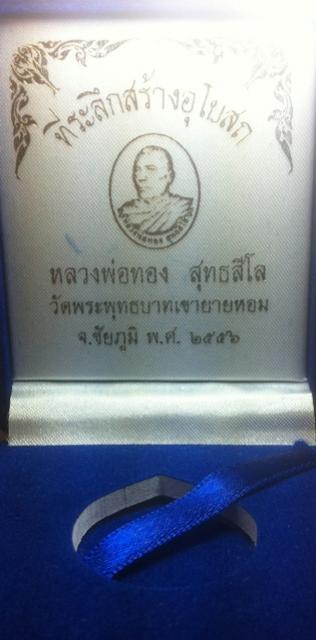 ที่ระลึกสร้างอุโบสถ
หลวงพ่อทอง สุทธสีโล
วัดพระพุทธบาทเขายายหอม
จ.ชัยภูมิ พ.ศ. ๒๕๕๖